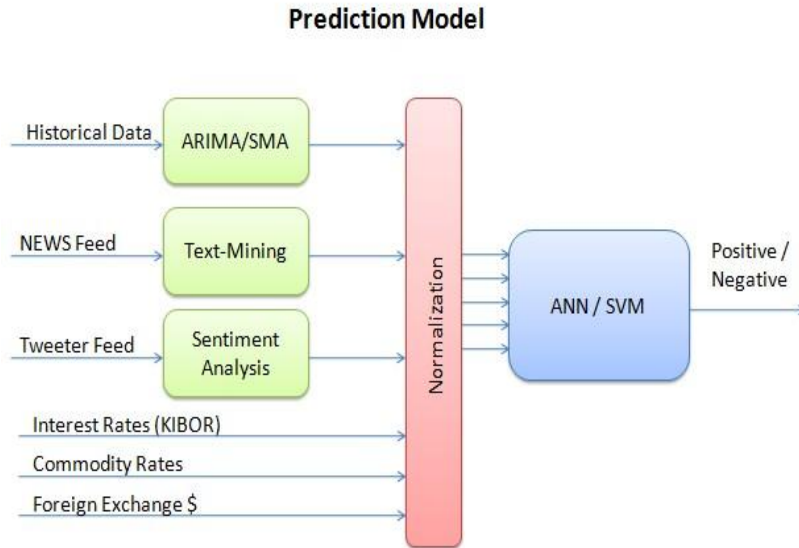 Prediction Model
Historical Data
ARIMA/SMA
NEWS Feed
Text-Mining
Tweeter Feed
Sentiment
Analysis
Interest Rates (KIBOR)
Commodity Rates
Foreign Exchange $
Normalization
ANN / SVM
Positive /
Negative